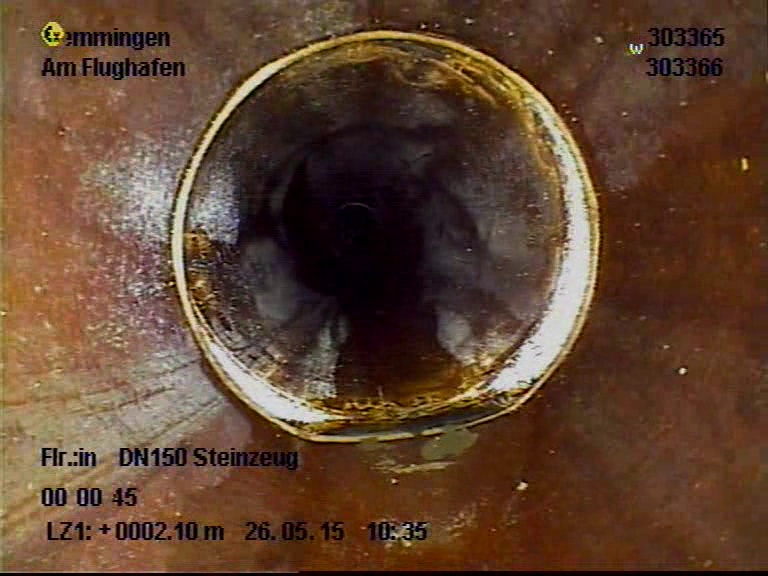 emmingen
303365
Am Flughafen
w
303366
Flr.:in DN150 Steinzeug
00 00 45
LZ1: +0002.10 m 26.05.15 10:35